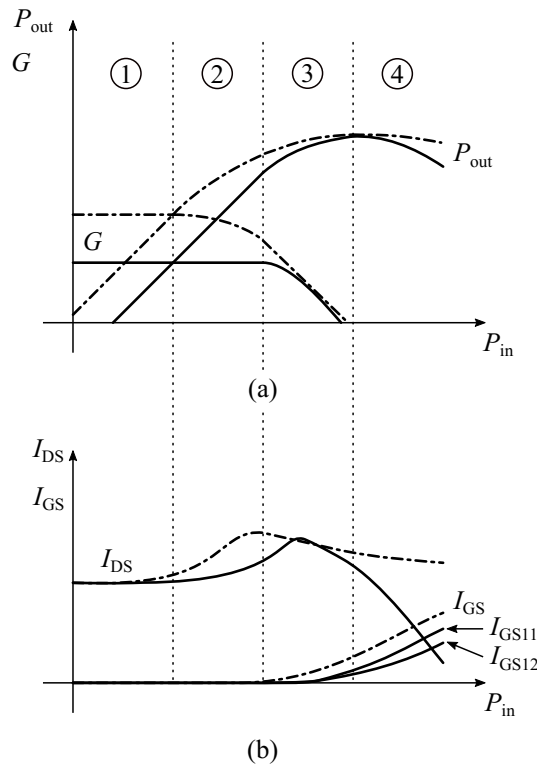 P_out
G
① ② ③ ④
P_out
G
P_in
(a)
I_DS
I_GS
I_DS
I_GS
I_GS11
I_GS12
P_in
(b)